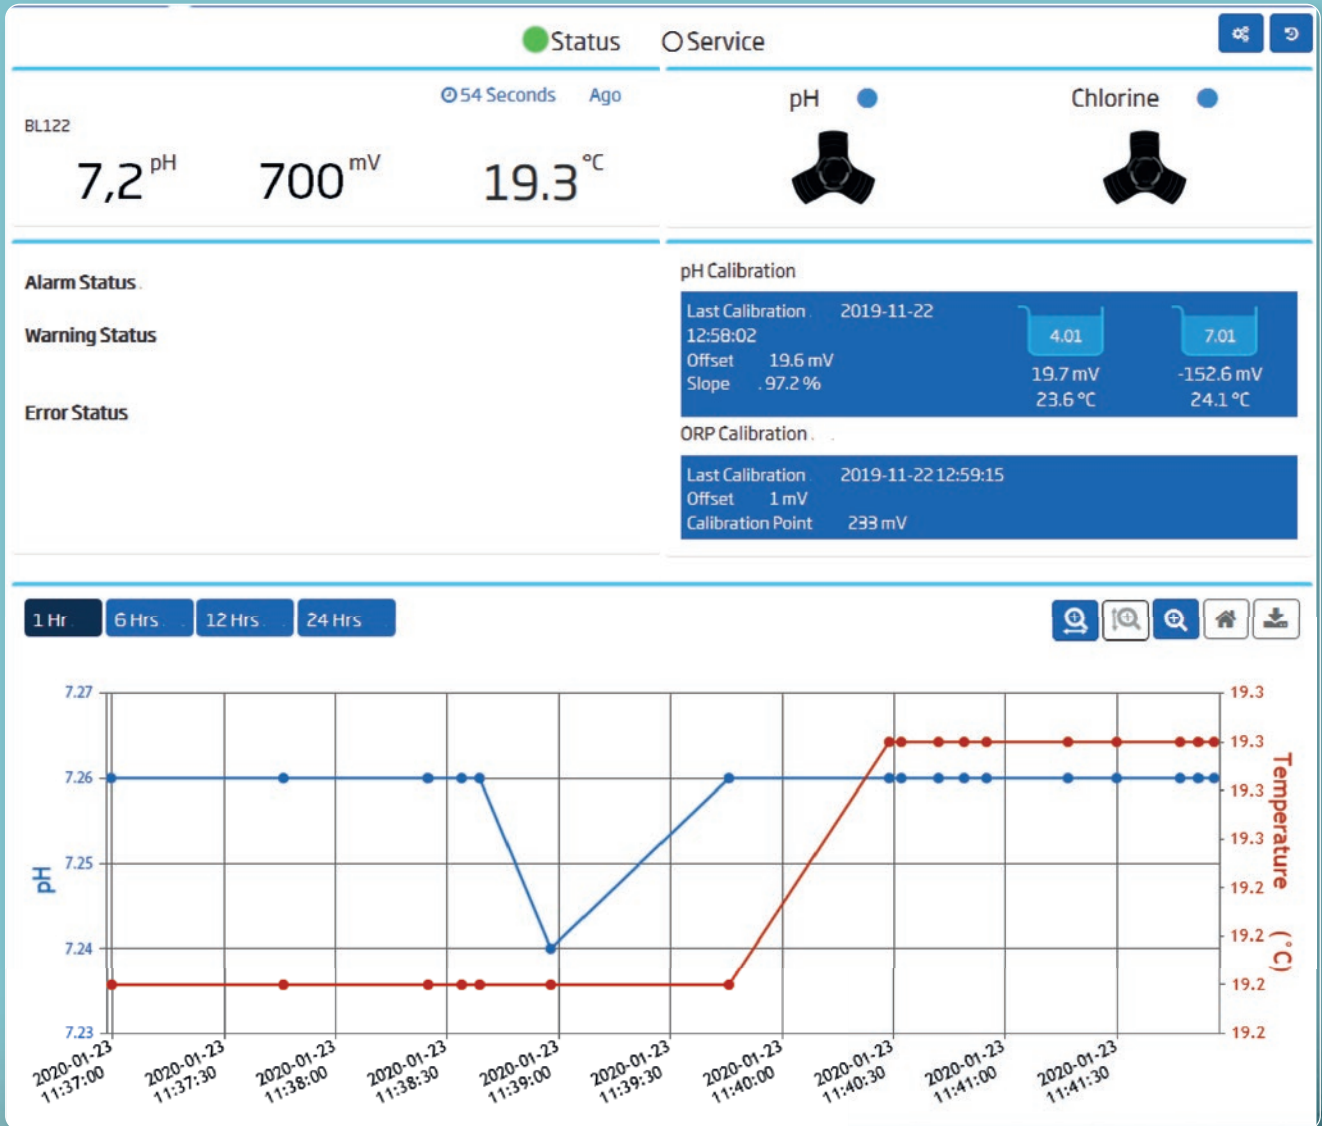 Status
Service
54 Seconds Ago
BL122
7,2 pH
700 mV
19.3 °C
pH
Chlorine
Alarm Status
Warning Status
Error Status
pH Calibration
Last Calibration 2019-11-22
12:58:02
Offset 19.6 mV
Slope 97.2 %
4.01
19.7 mV
23.6 °C
7.01
-152.6 mV
24.1 °C
ORP Calibration
Last Calibration 2019-11-22 12:59:15
Offset 1 mV
Calibration Point 233 mV
1 Hr
6 Hrs
12 Hrs
24 Hrs
pH
7.27
7.26
7.25
7.24
7.23
19.3
19.3
19.3
19.3
19.2
19.2
19.2
19.2
Temperature (°C)
2020-01-23
11:37:00
2020-01-23
11:37:30
2020-01-23
11:38:00
2020-01-23
11:38:30
2020-01-23
11:39:00
2020-01-23
11:39:30
2020-01-23
11:40:00
2020-01-23
11:40:30
2020-01-23
11:41:00
2020-01-23
11:41:30